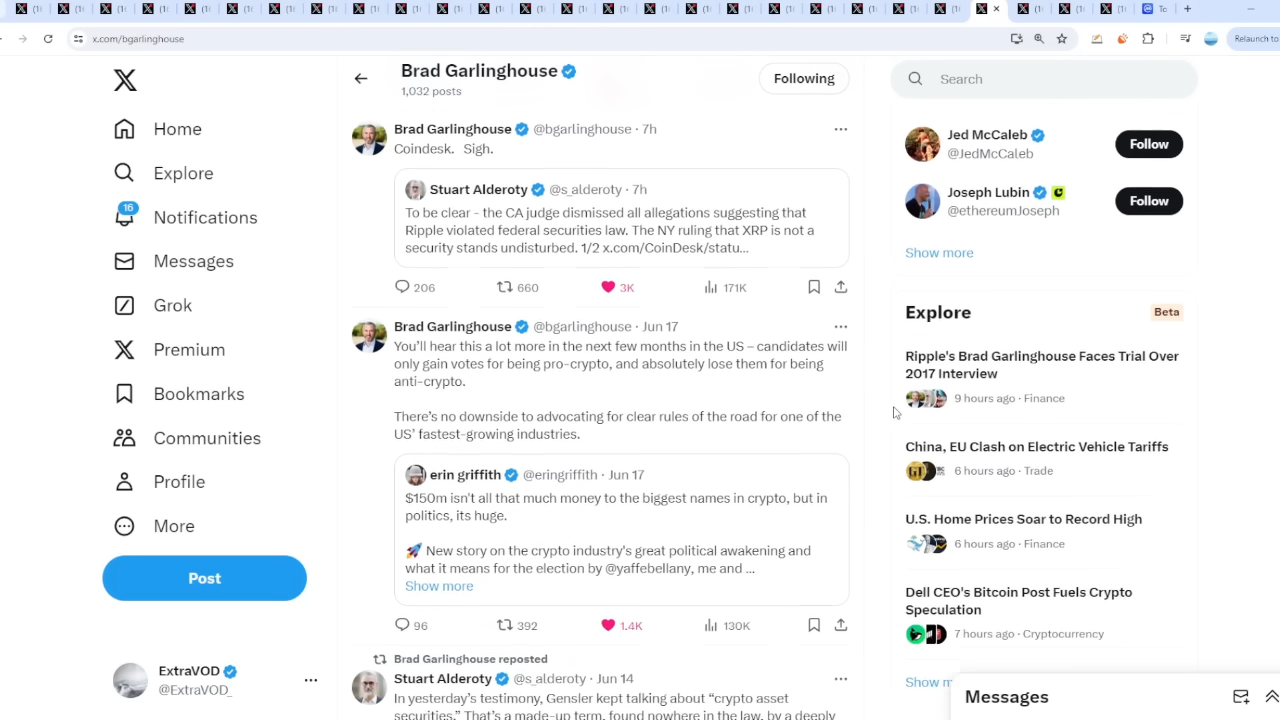 x.com/bgarlinghouse
Relaunch to
Home
Explore
16
Notifications
Messages
Grok
Premium
Bookmarks
Communities
Profile
More
Post
ExtraVOD
@ExtraVOD_
Brad Garlinghouse
1,032 posts
Following
Brad Garlinghouse @bgarlinghouse · 7h
Coindesk. Sigh.
Stuart Alderoty @s_alderoty · 7h
To be clear - the CA judge dismissed all allegations suggesting that
Ripple violated federal securities law. The NY ruling that XRP is not a
security stands undisturbed. 1/2 x.com/CoinDesk/statu…
206 660 3K 171K
Brad Garlinghouse @bgarlinghouse · Jun 17
You’ll hear this a lot more in the next few months in the US – candidates will
only gain votes for being pro-crypto, and absolutely lose them for being
anti-crypto.
There’s no downside to advocating for clear rules of the road for one of the
US’ fastest-growing industries.
erin griffith @eringriffith · Jun 17
$150m isn't all that much money to the biggest names in crypto, but in
politics, its huge.
🚀 New story on the crypto industry's great political awakening and
what it means for the election by @yaffebellany, me and ...
Show more
96 392 1.4K 130K
Brad Garlinghouse reposted
Stuart Alderoty @s_alderoty · Jun 14
In yesterday’s testimony, Gensler kept talking about “crypto asset
securities.” That’s a made-up term, found nowhere in the law, by a deeply
Search
Jed McCaleb
@JedMcCaleb
Follow
Joseph Lubin
@ethereumJoseph
Follow
Show more
Explore
Beta
Ripple's Brad Garlinghouse Faces Trial Over
2017 Interview
9 hours ago · Finance
China, EU Clash on Electric Vehicle Tariffs
6 hours ago · Trade
U.S. Home Prices Soar to Record High
6 hours ago · Finance
Dell CEO's Bitcoin Post Fuels Crypto
Speculation
7 hours ago · Cryptocurrency
Show m
Messages